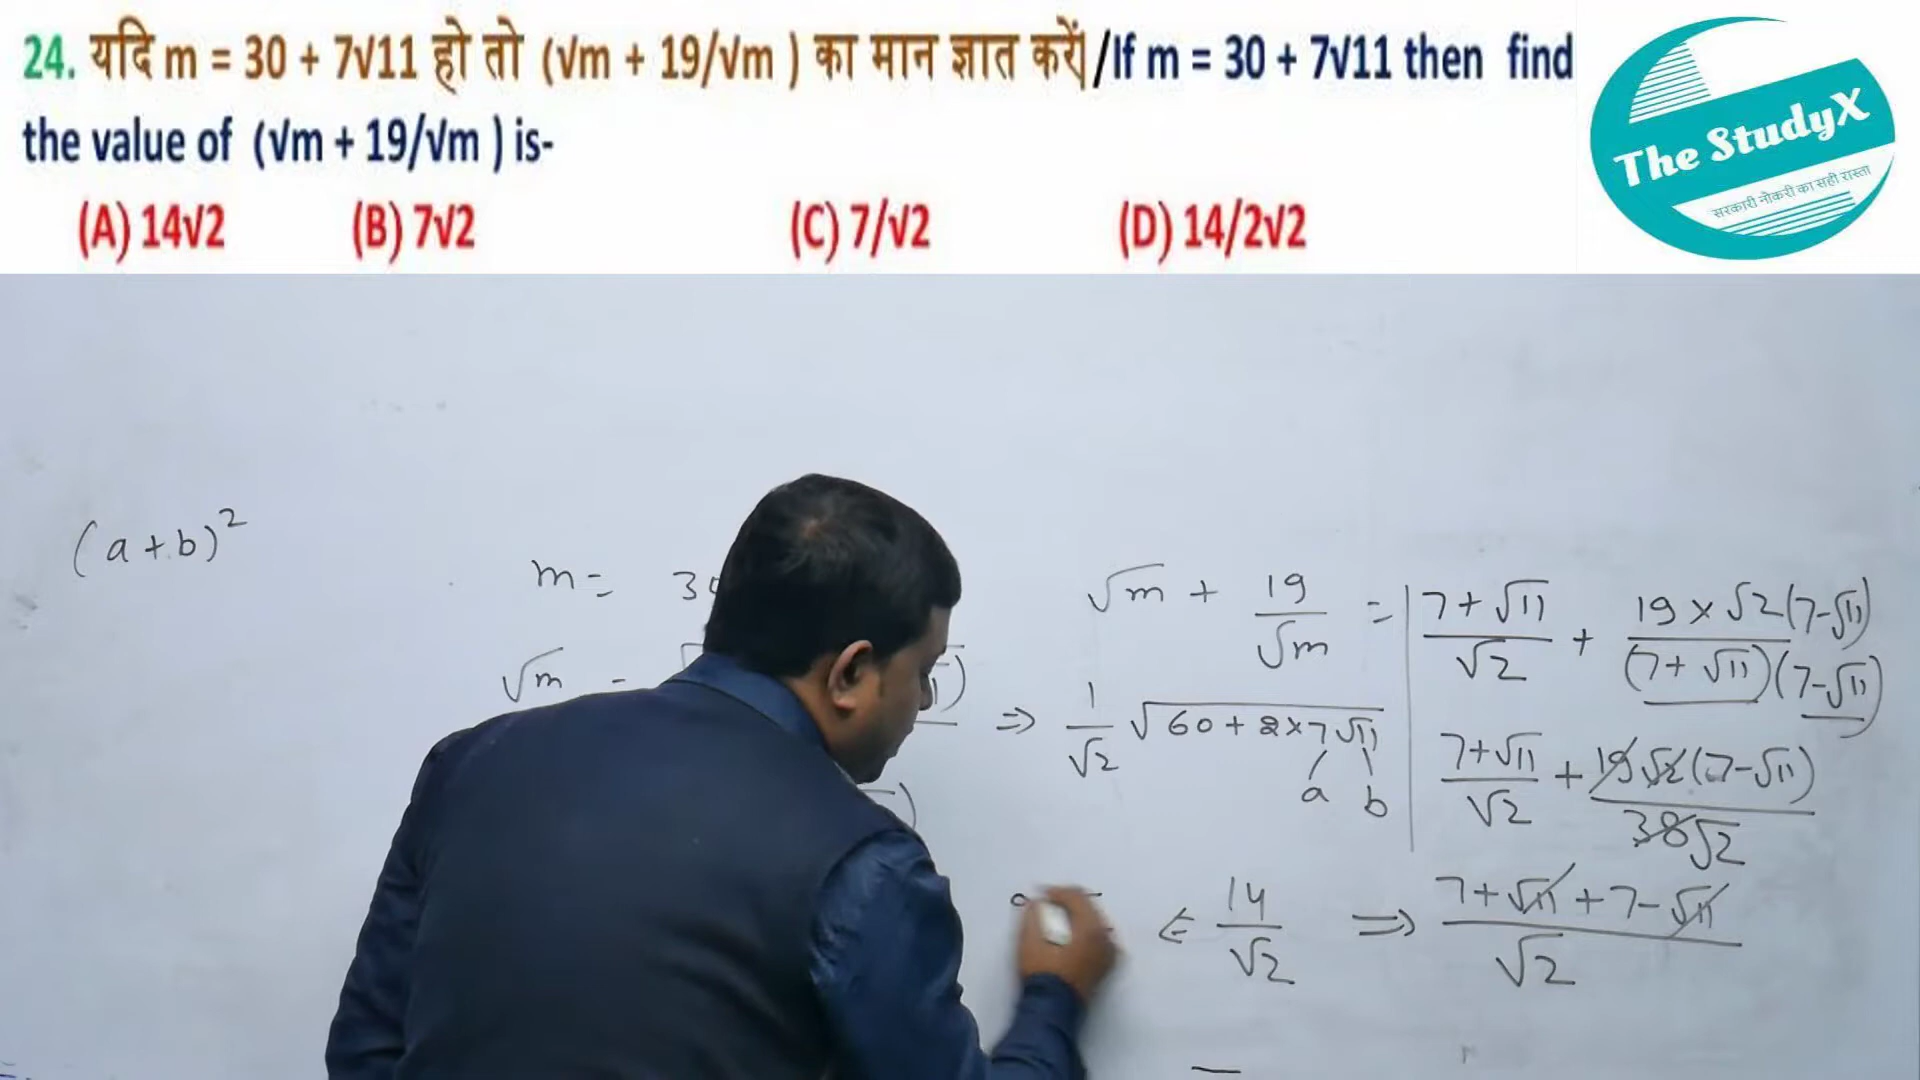 24. यदि m = 30 + 7√11 हो तो (√m + 19/√m ) का मान ज्ञात करें| /If m = 30 + 7√11 then find
the value of (√m + 19/√m ) is-
(A) 14√2 (B) 7√2 (C) 7/√2 (D) 14/2√2
The StudyX
सरकारी नौकरी का सही रास्ता
(a+b)²
m = 30
√m =
√m + 19/√m = 7+√11/√2 + 19×√2(7-√11)/(7+√11)(7-√11)
⇒ 1/√2 √60+2×7√11
a b
7+√11/√2 + 19√2(7-√11)/38√2
⇐ 14/√2 ⇒ 7+√11+7-√11/√2